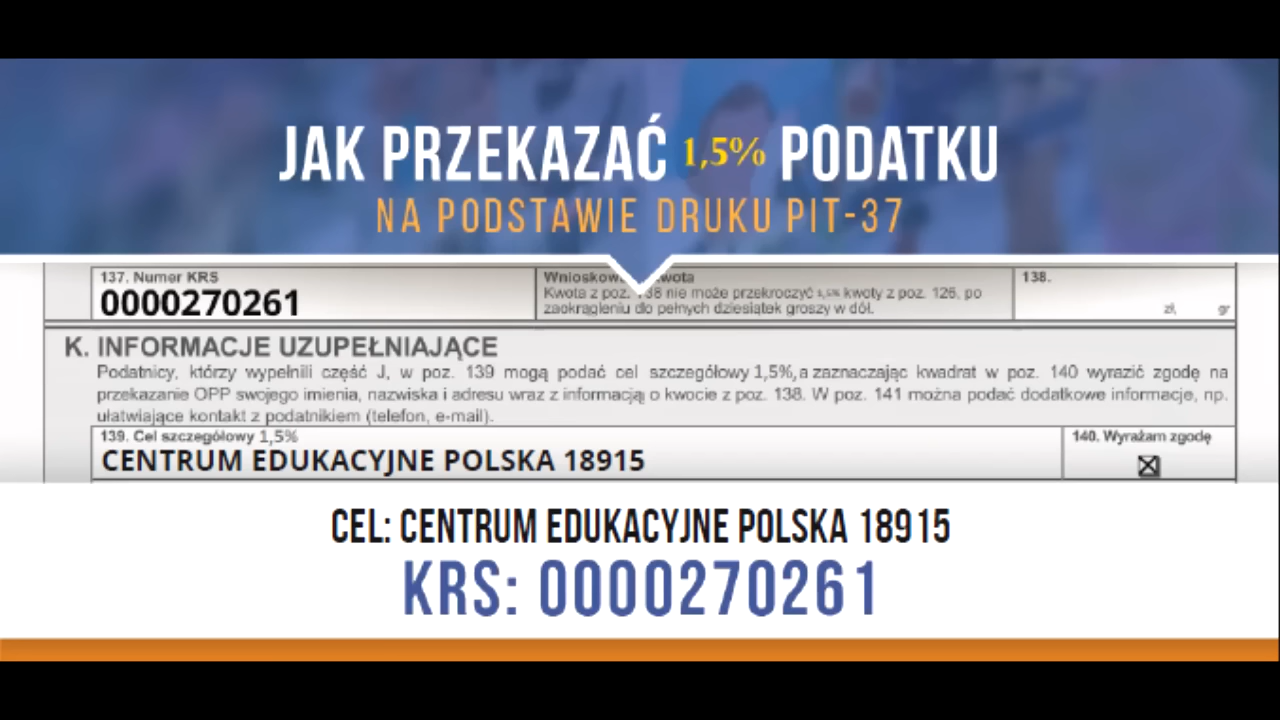 JAK PRZEKAZAĆ 1,5% PODATKU
NA PODSTAWIE DRUKU PIT-37
137. Numer KRS
0000270261
138 nie może przekroczyć 1,5% kwoty z poz. 126, po
zaokrągleniu do pełnych dziesiątek groszy w dół.
138.
zł, gr
K. INFORMACJE UZUPEŁNIAJĄCE
Podatnicy, którzy wypełnili część J, w poz. 139 mogą podać cel szczegółowy 1,5%, a zaznaczając kwadrat w poz. 140 wyrazić zgodę na
przekazanie OPP swojego imienia, nazwiska i adresu wraz z informacją o kwocie z poz. 138. W poz. 141 można podać dodatkowe informacje, np.
ułatwiające kontakt z podatnikiem (telefon, e-mail).
139. Cel szczegółowy 1,5%
CENTRUM EDUKACYJNE POLSKA 18915
140. Wyrażam zgodę
CEL: CENTRUM EDUKACYJNE POLSKA 18915
KRS: 0000270261